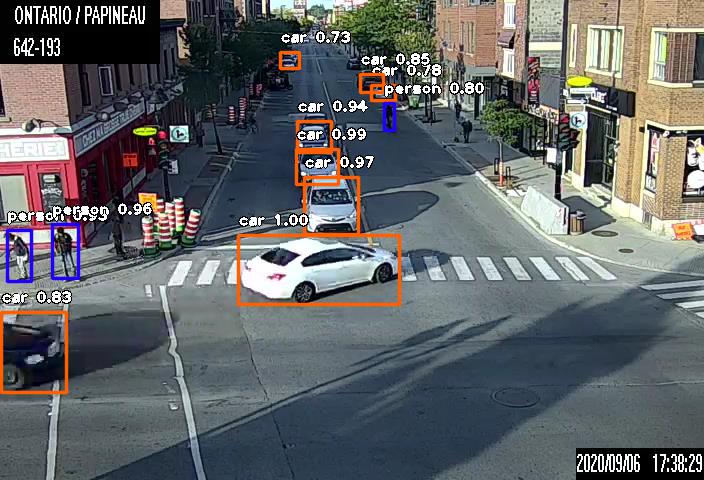 ONTARIO / PAPINEAU
642-193
car 0.73
car 0.85
car 0.78
person 0.80
car 0.94
car 0.99
car 0.97
person 0.95
person 0.96
car 1.00
car 0.83
2020/09/06 17:38:29